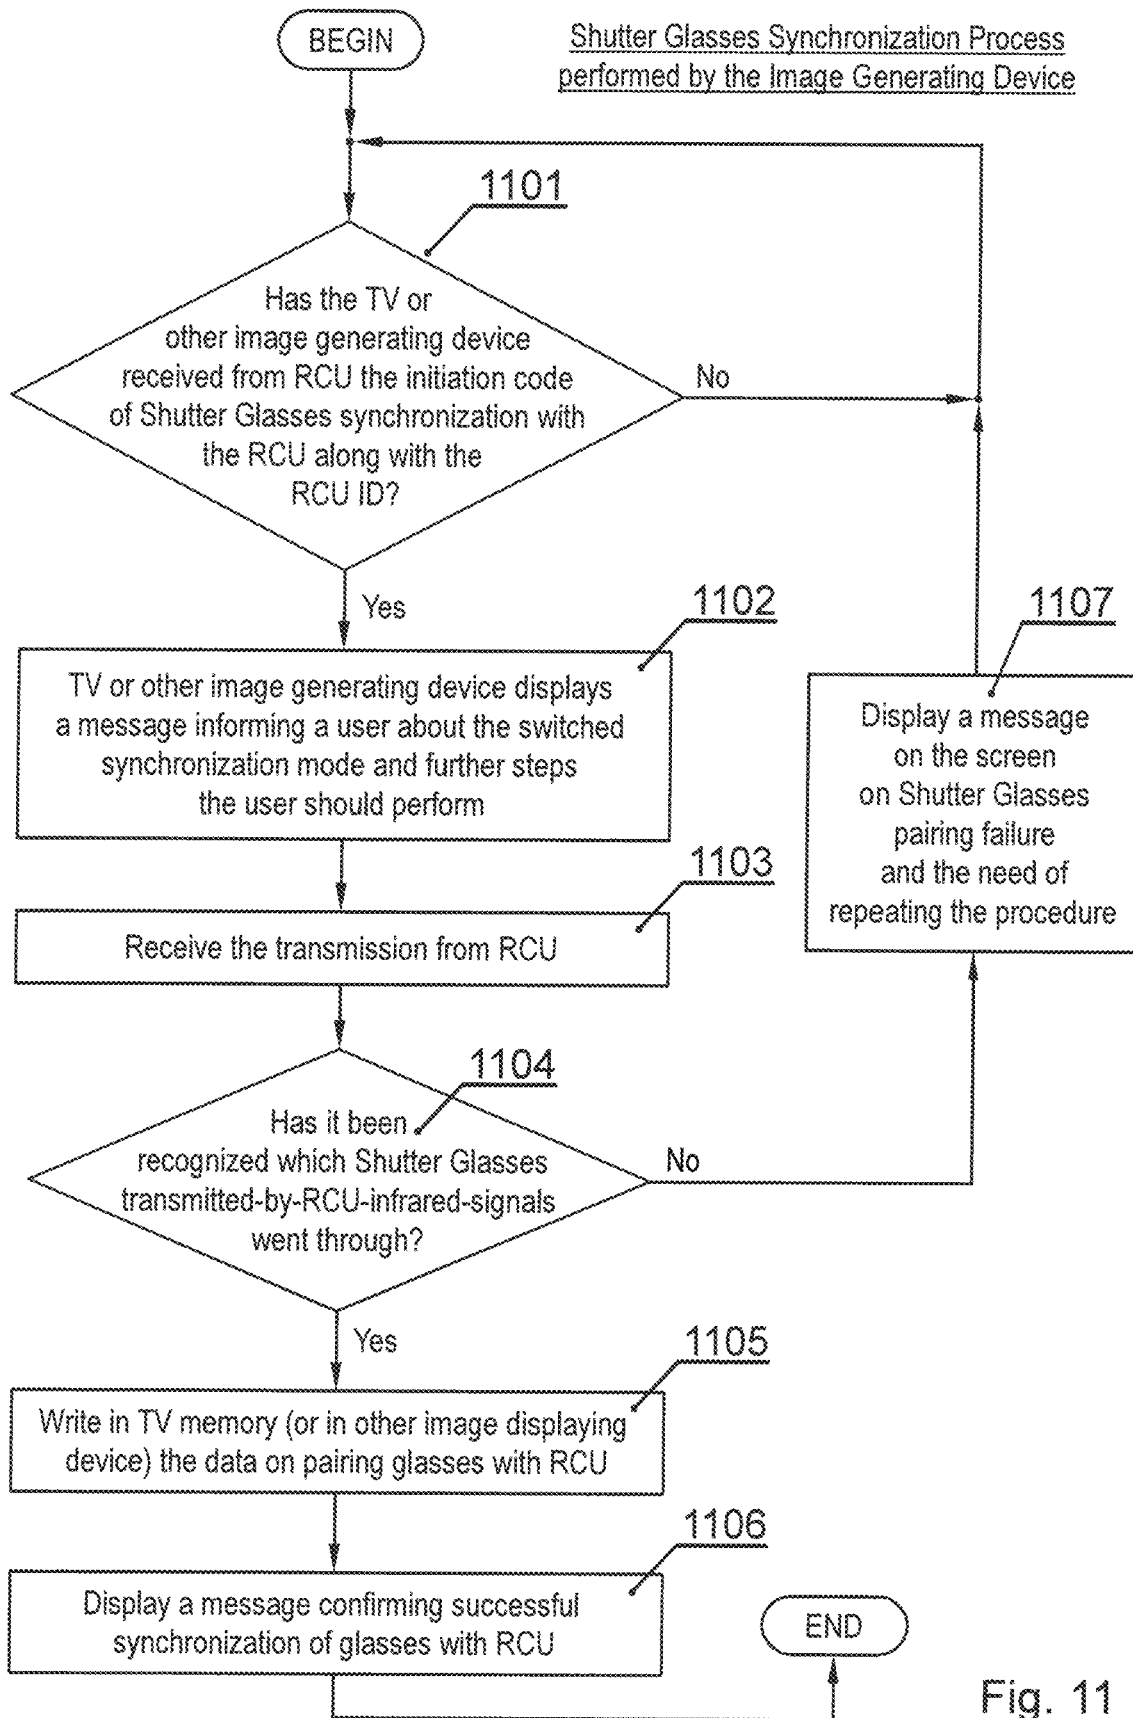 BEGIN
Shutter Glasses Synchronization Process
performed by the Image Generating Device
1101
Has the TV or
other image generating device
received from RCU the initiation code
of Shutter Glasses synchronization with
the RCU along with the
RCU ID?
No
Yes
1102
TV or other image generating device displays
a message informing a user about the switched
synchronization mode and further steps
the user should perform
1107
Display a message
on the screen
on Shutter Glasses
pairing failure
and the need of
repeating the procedure
1103
Receive the transmission from RCU
1104
Has it been
recognized which Shutter Glasses
transmitted-by-RCU-infrared-signals
went through?
No
Yes
1105
Write in TV memory (or in other image displaying
device) the data on pairing glasses with RCU
1106
Display a message confirming successful
synchronization of glasses with RCU
END
Fig. 11